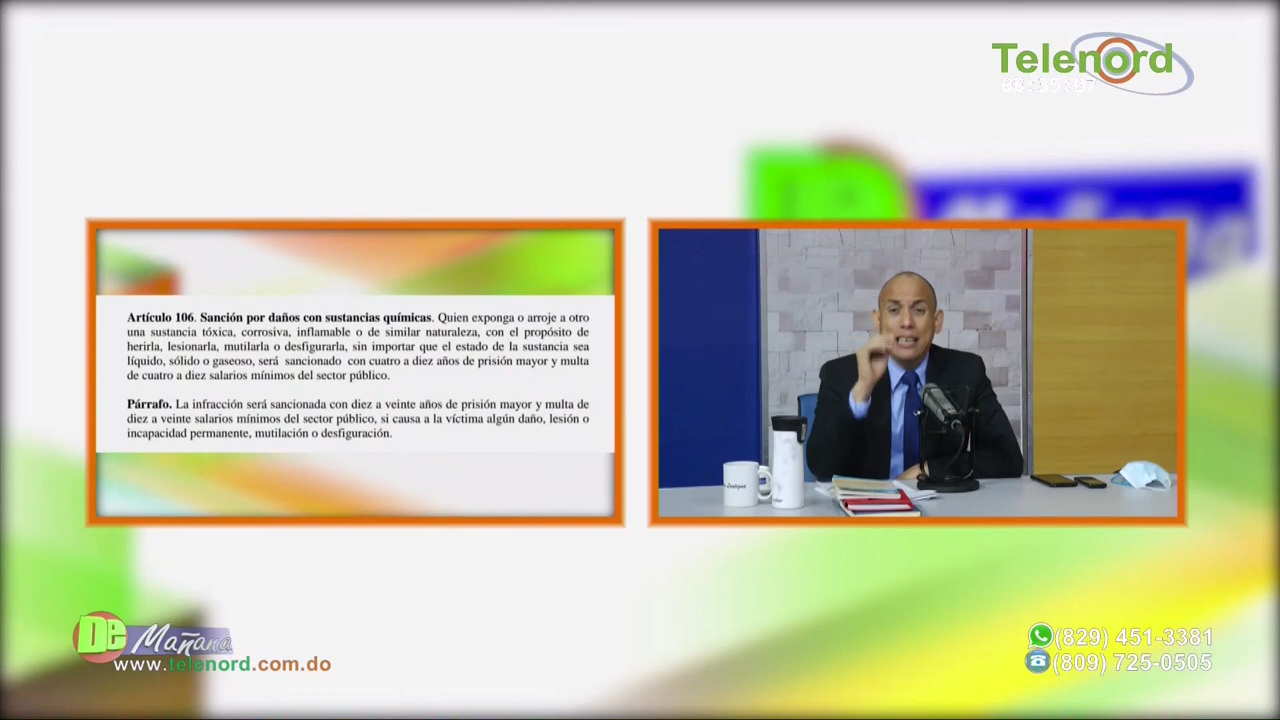 Telenord
Artículo 106. Sanción por daños con sustancias químicas. Quien exponga o arroje a otro
una sustancia tóxica, corrosiva, inflamable o de similar naturaleza, con el propósito de
herirla, lesionarla, mutilarla o desfigurarla, sin importar que el estado de la sustancia sea
líquido, sólido o gaseoso, será sancionado con cuatro a diez años de prisión mayor y multa
de cuatro a diez salarios mínimos del sector público.
Párrafo. La infracción será sancionada con diez a veinte años de prisión mayor y multa de
diez a veinte salarios mínimos del sector público, si causa a la víctima algún daño, lesión o
incapacidad permanente, mutilación o desfiguración.
De Mañana
www.telenord.com.do
(829) 451-3381
(809) 725-0505